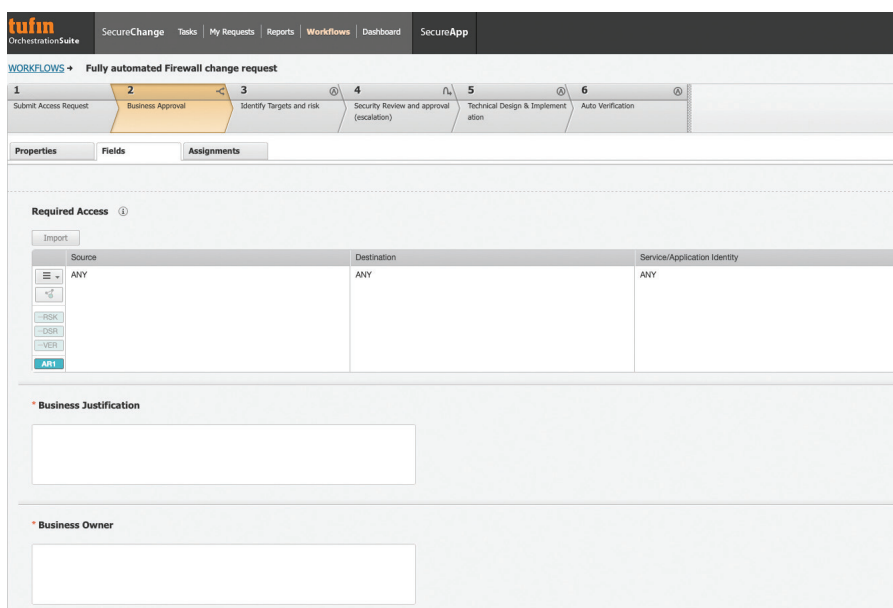 tufin
Orchestration Suite
SecureChange Tasks My Requests Reports Workflows Dashboard SecureApp
WORKFLOWS → Fully automated Firewall change request
1 2 3 4 5 6
Submit Access Request Business Approval Identify Targets and risk Security Review and approval Technical Design & Implement Auto Verification
(escalation) ation
Properties Fields Assignments
Required Access
Import
Source Destination Service/Application Identity
ANY ANY ANY
--RSK
--DSR
--VER
AR1
* Business Justification
* Business Owner